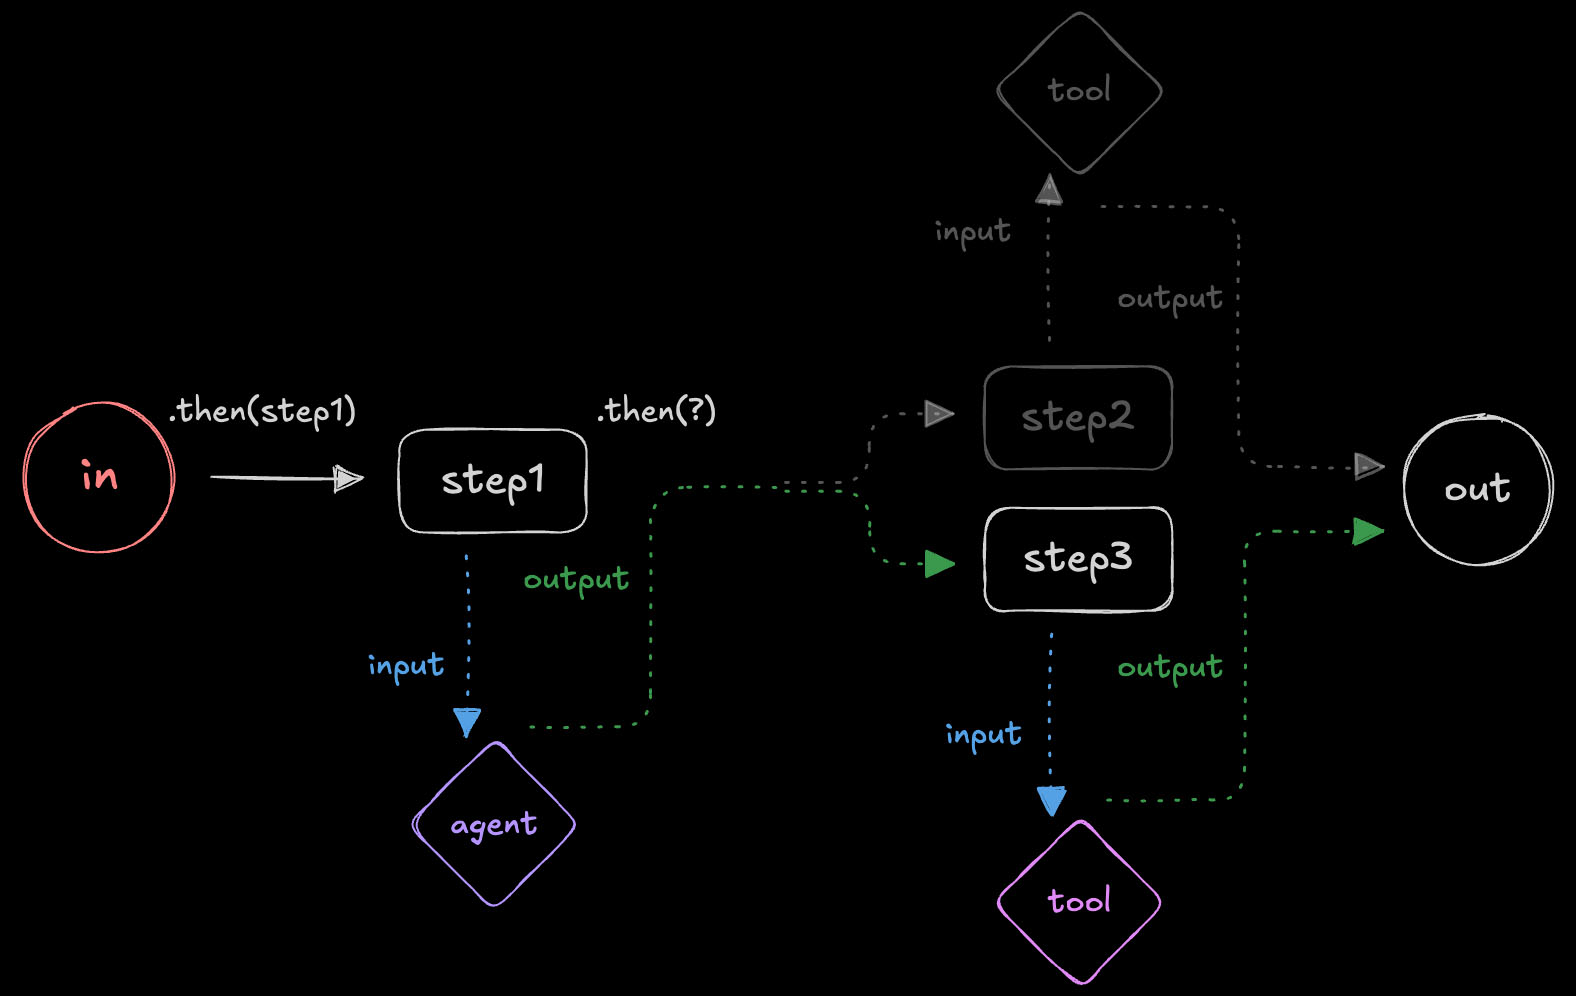 tool
input
output
.then(step1)
.then(?)
in
step1
step2
out
step3
output
input
output
input
agent
tool